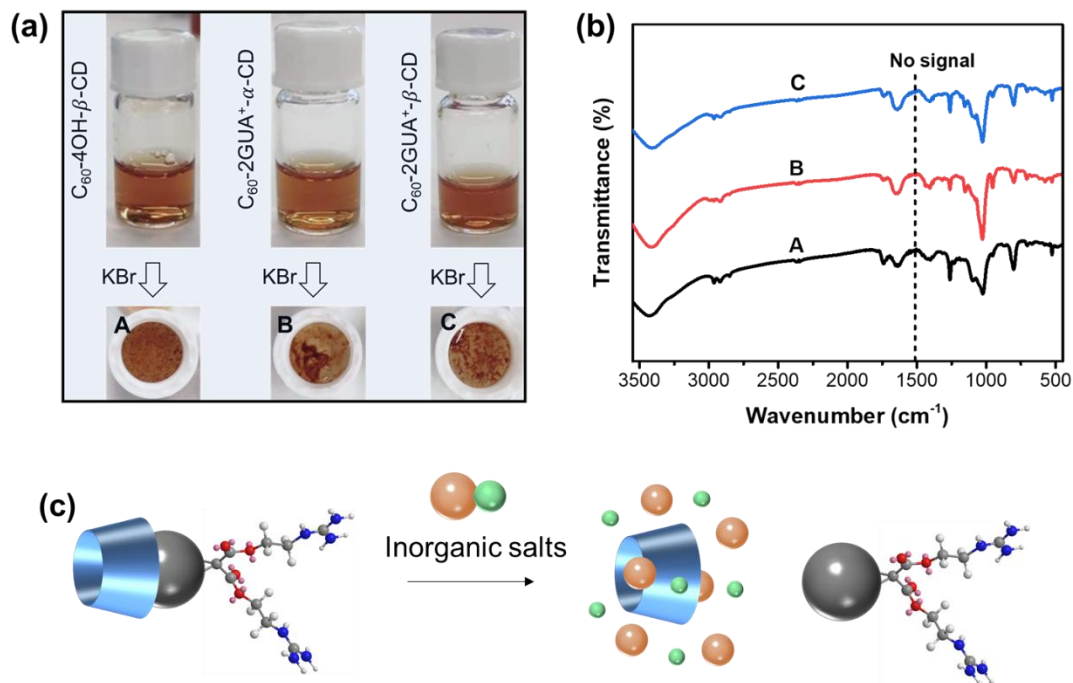 (a)
C₆₀-4OH-β-CD
C₆₀-2GUA⁺-α-CD
C₆₀-2GUA⁺-β-CD
KBr
KBr
KBr
A
B
C
(b)
No signal
C
B
A
Transmittance (%)
3500 3000 2500 2000 1500 1000 500
Wavenumber (cm⁻¹)
(c)
Inorganic salts